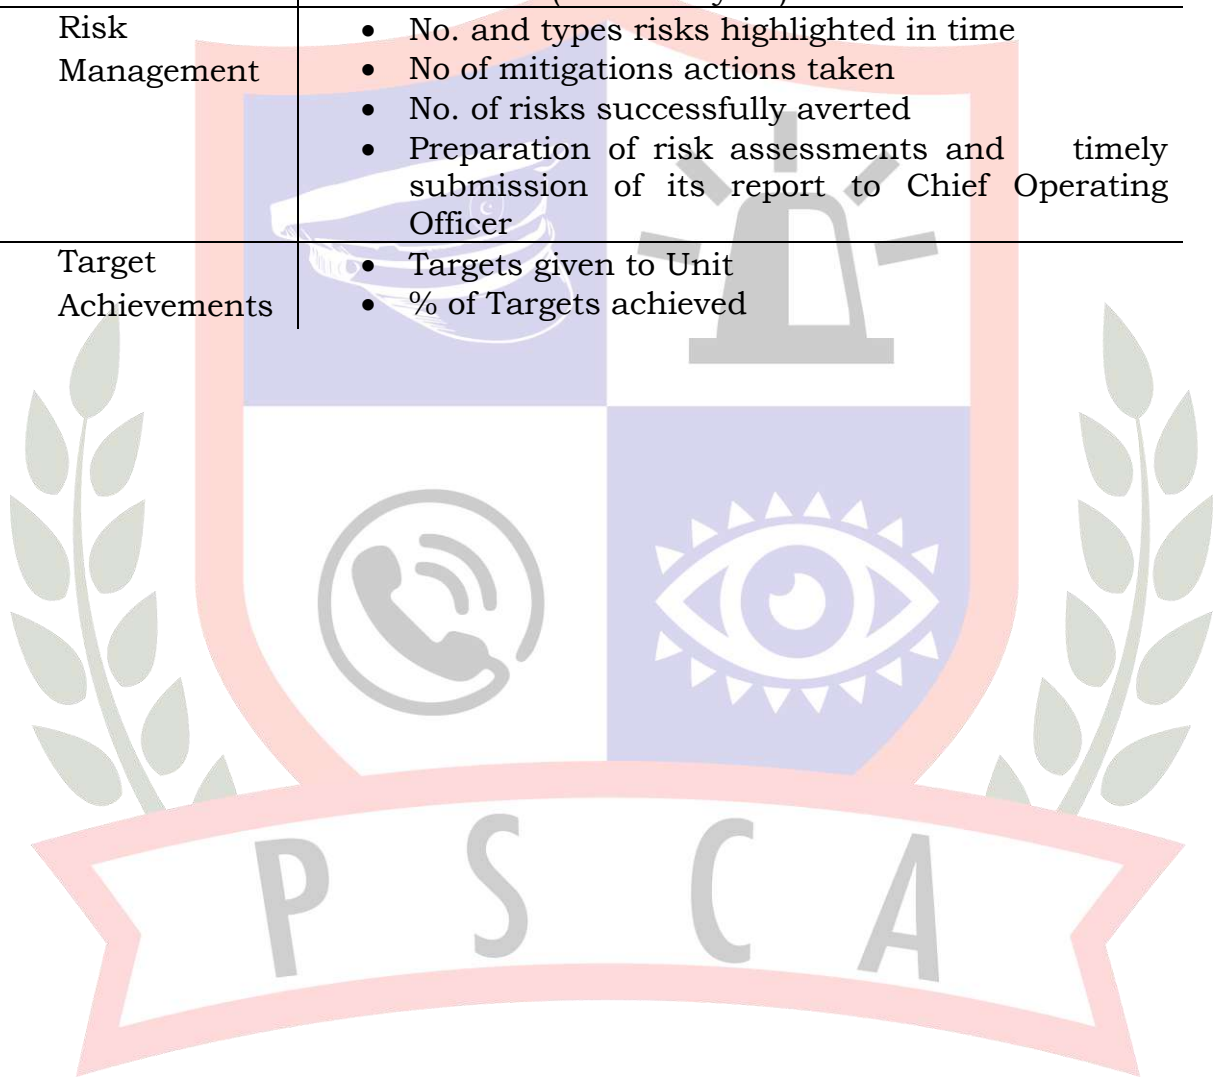 Risk
Management
• No. and types risks highlighted in time
• No of mitigations actions taken
• No. of risks successfully averted
• Preparation of risk assessments and timely
submission of its report to Chief Operating
Officer
Target
Achievements
• Targets given to Unit
• % of Targets achieved
P S C A